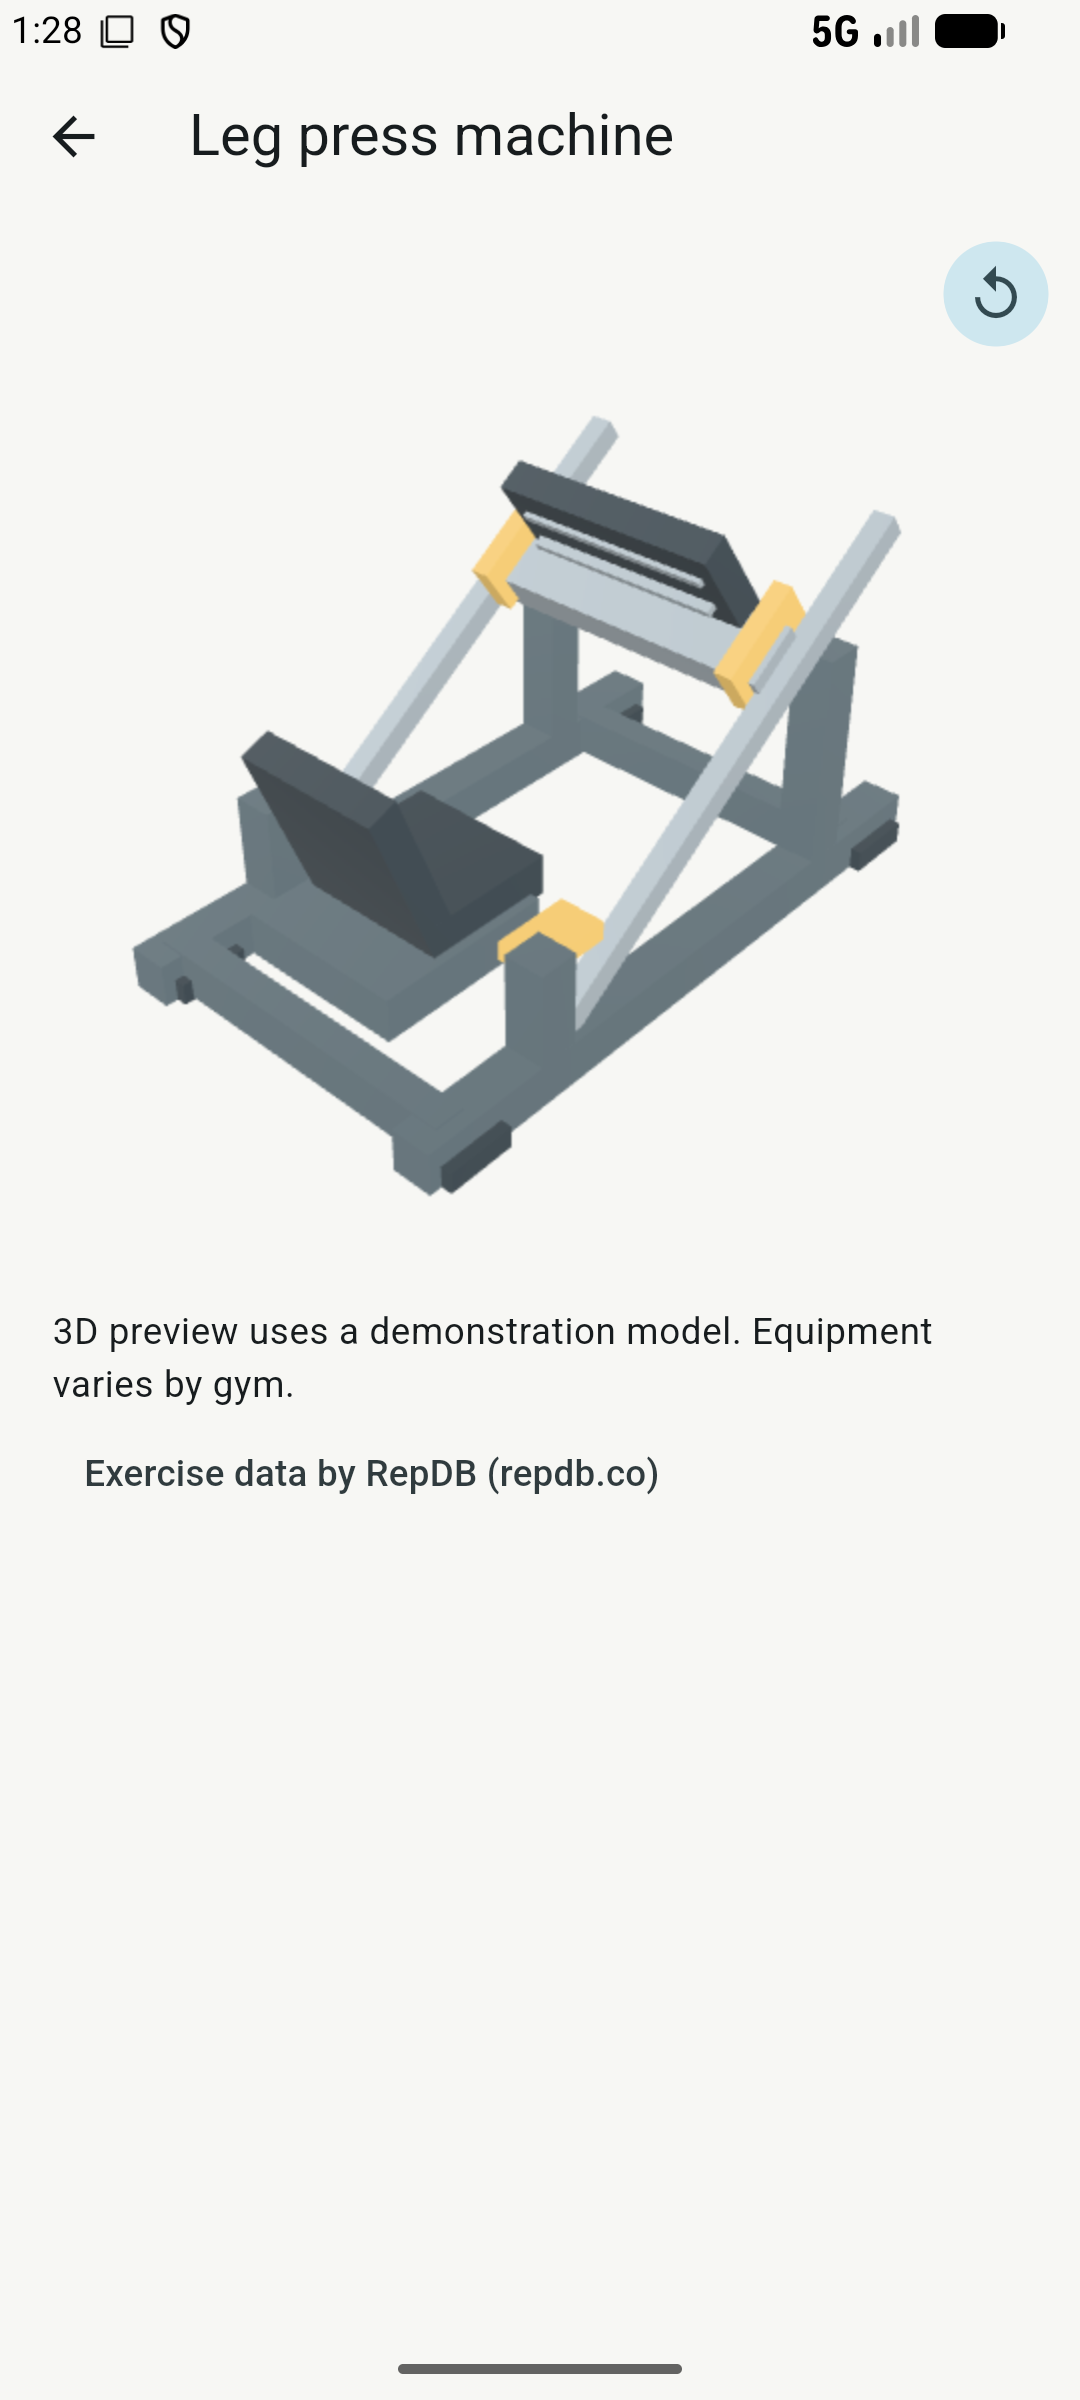 1:28
5G
Leg press machine
3D preview uses a demonstration model. Equipment
varies by gym.
Exercise data by RepDB (repdb.co)